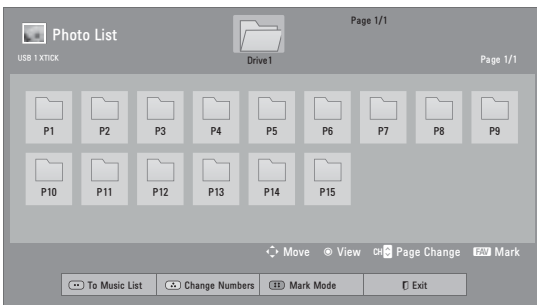 Photo List
Page 1/1
USB 1 XTICK
Drive1
Page 1/1
P1 P2 P3 P4 P5 P6 P7 P8 P9
P10 P11 P12 P13 P14 P15
Move View CH Page Change FAV Mark
To Music List Change Numbers Mark Mode Exit